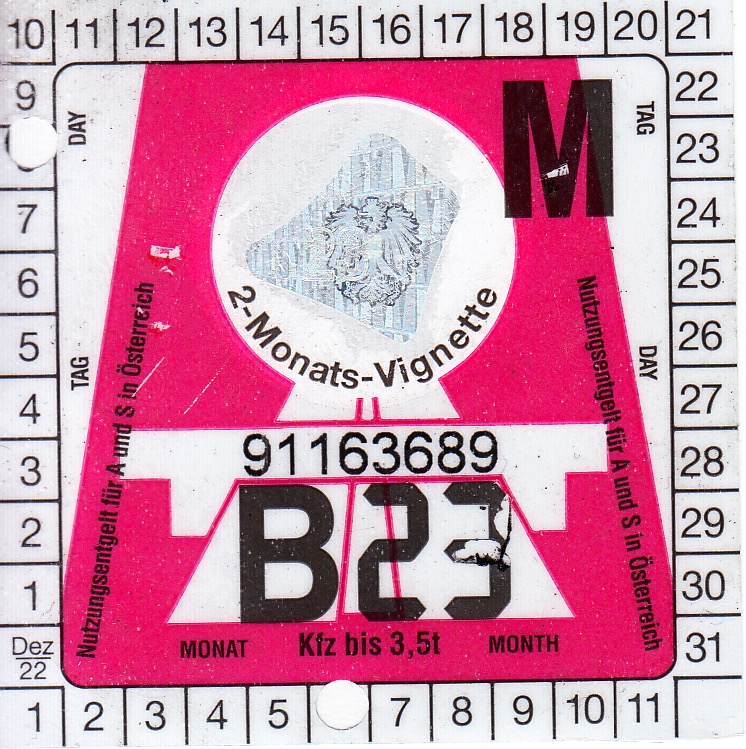 10 11 12 13 14 15 16 17 18 19 20 21
9
7
6
5
4
3
2
1
Dez
22
22
23
24
25
26
27
28
29
30
31
DAY
TAG
M
TAG
DAY
2-Monats-Vignette
Nutzungsentgelt für A und S in Österreich
Nutzungsentgelt für A und S in Österreich
91163689
B23
MONAT Kfz bis 3,5t MONTH
1 2 3 4 5 7 8 9 10 11